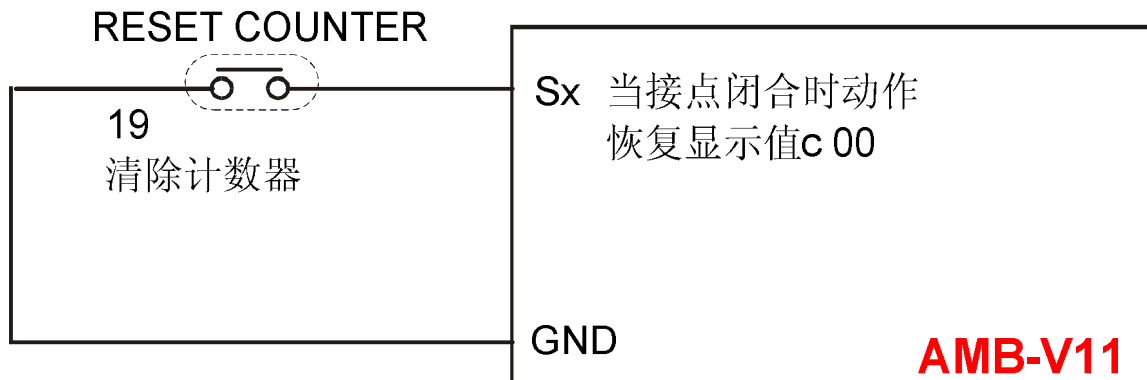 RESET COUNTER
19
清除计数器
Sx 当接点闭合时动作
恢复显示值c 00
GND
AMB-V11